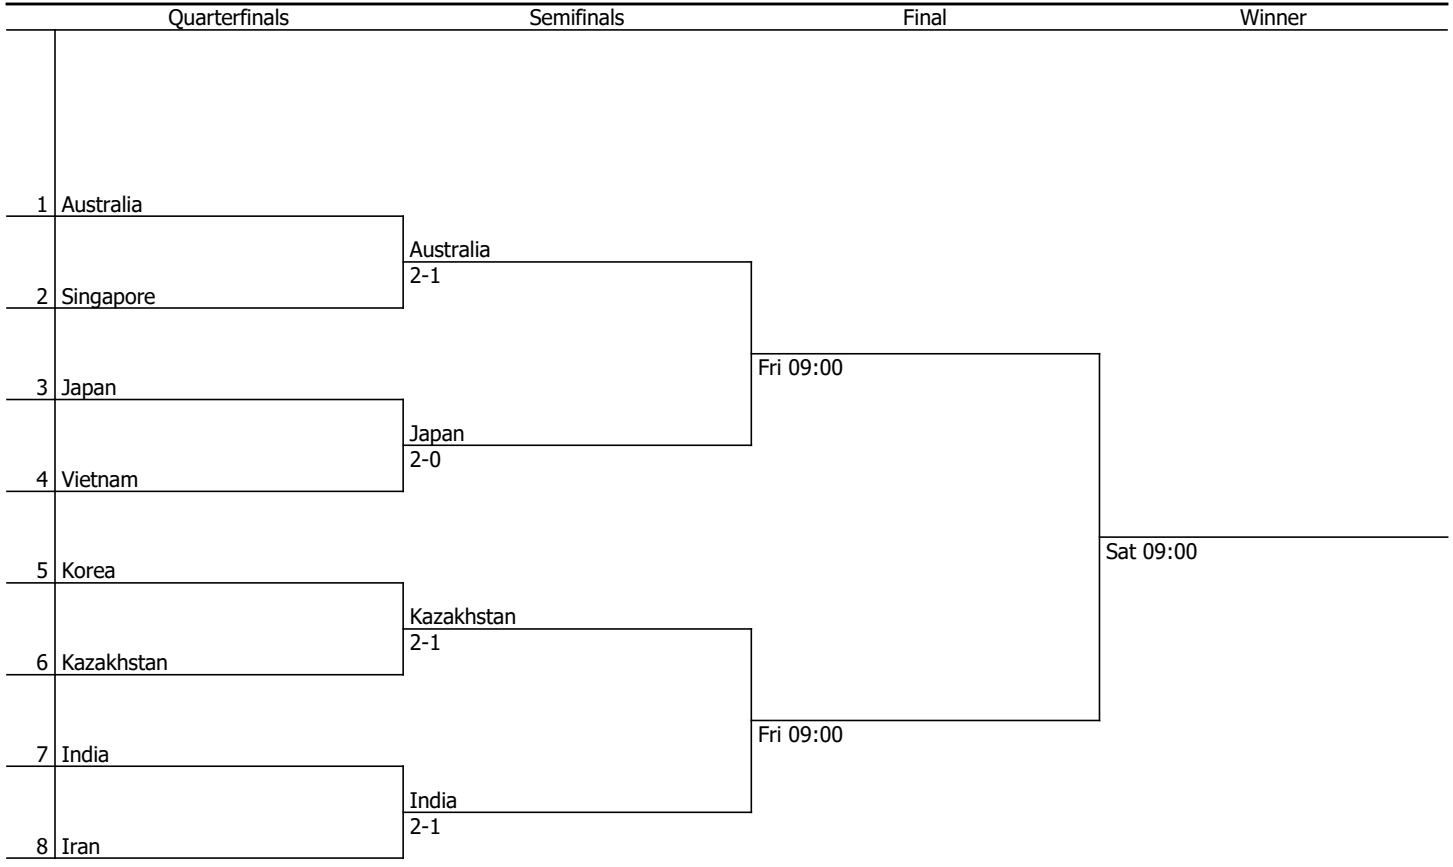 Quarterfinals Semifinals Final Winner
1 Australia
Australia
2-1
2 Singapore
Fri 09:00
3 Japan
Japan
2-0
4 Vietnam
Sat 09:00
5 Korea
Kazakhstan
2-1
6 Kazakhstan
Fri 09:00
7 India
India
2-1
8 Iran